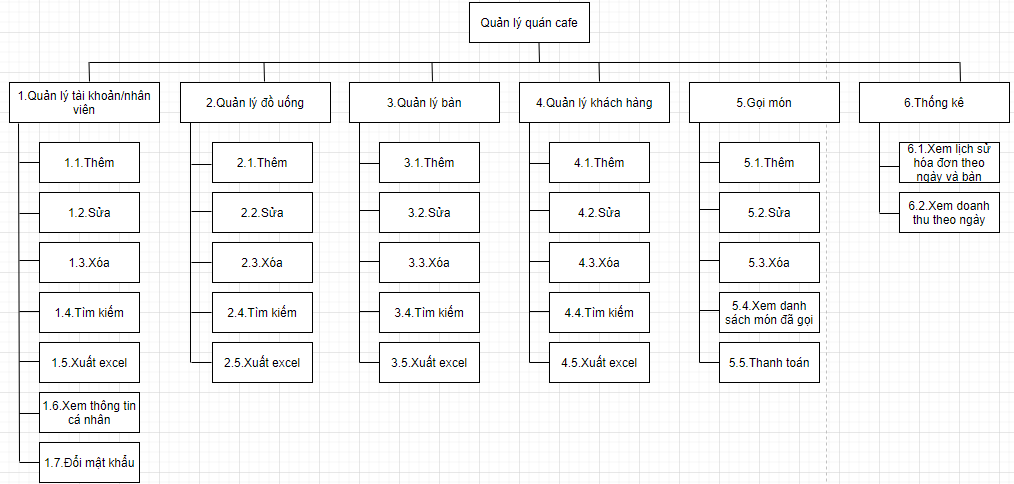 Quản lý quán cafe
1.Quản lý tài khoản/nhân
viên
2.Quản lý đồ uống
3.Quản lý bàn
4.Quản lý khách hàng
5.Gọi món
6.Thống kê
1.1.Thêm
1.2.Sửa
1.3.Xóa
1.4.Tìm kiếm
1.5.Xuất excel
1.6.Xem thông tin
cá nhân
1.7.Đổi mật khẩu
2.1.Thêm
2.2.Sửa
2.3.Xóa
2.4.Tìm kiếm
2.5.Xuất excel
3.1.Thêm
3.2.Sửa
3.3.Xóa
3.4.Tìm kiếm
3.5.Xuất excel
4.1.Thêm
4.2.Sửa
4.3.Xóa
4.4.Tìm kiếm
4.5.Xuất excel
5.1.Thêm
5.2.Sửa
5.3.Xóa
5.4.Xem danh
sách món đã gọi
5.5.Thanh toán
6.1.Xem lịch sử
hóa đơn theo
ngày và bàn
6.2.Xem doanh
thu theo ngày